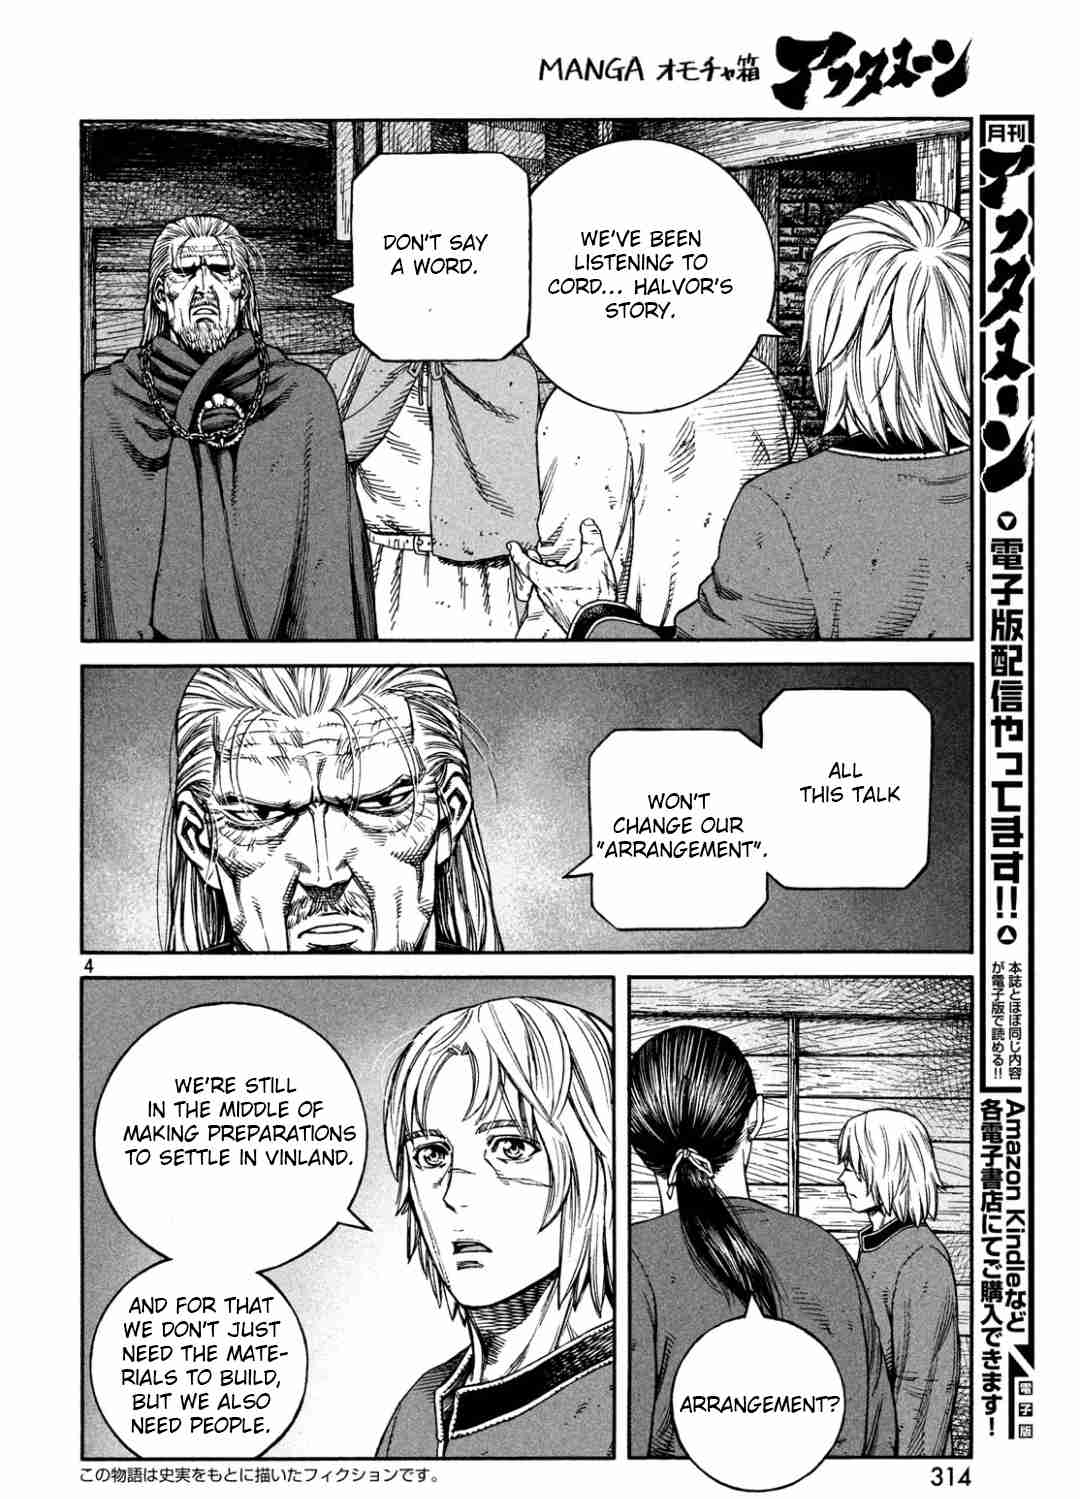 MANGA オモチャ箱 アフタヌーン
月刊
アフタヌーン
▼電子版配信やってます!!▲
本誌とほぼ同じ内容
が電子版で読める!!
Amazon Kindleなど
各電子書店にてご購入できます!
電子版
WE'VE BEEN
LISTENING TO
CORD... HALVOR'S
STORY.
DON'T SAY
A WORD.
ALL
THIS TALK
WON'T
CHANGE OUR
"ARRANGEMENT".
4
ARRANGEMENT?
WE'RE STILL
IN THE MIDDLE OF
MAKING PREPARATIONS
TO SETTLE IN VINLAND.
AND FOR THAT
WE DON'T JUST
NEED THE MATE-
RIALS TO BUILD,
BUT WE ALSO
NEED PEOPLE.
この物語は史実をもとに描いたフィクションです。
314